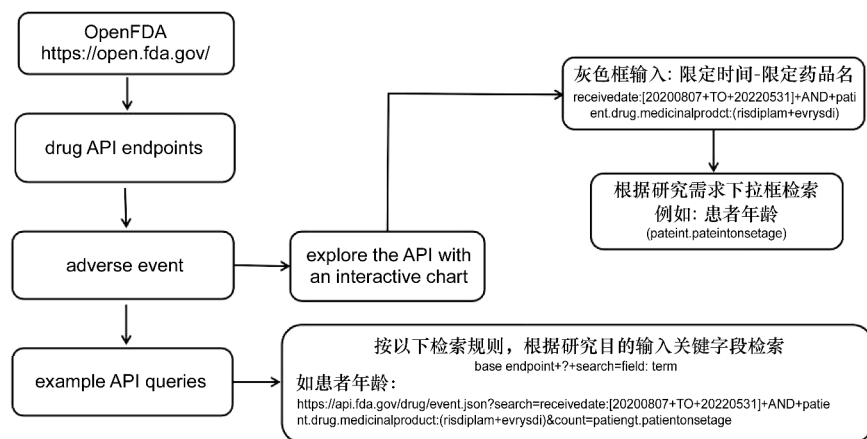 OpenFDA
https://open.fda.gov/
drug API endpoints
adverse event
explore the API with
an interactive chart
灰色框输入: 限定时间-限定药品名
receivedate:[20200807+TO+20220531]+AND+pati
ent.drug.medicinalprodct:(risdiplam+evrysdi)
根据研究需求下拉框检索
例如: 患者年龄
(pateint.pateintonsetage)
example API queries
按以下检索规则，根据研究目的输入关键字段检索
base endpoint+?+search=field: term
如患者年龄:
https://api.fda.gov/drug/event.json?search=receivedate:[20200807+TO+20220531]+AND+patie
nt.drug.medicinalproduct:(risdiplam+evrysdi)&count=patiengt.patientonsetage